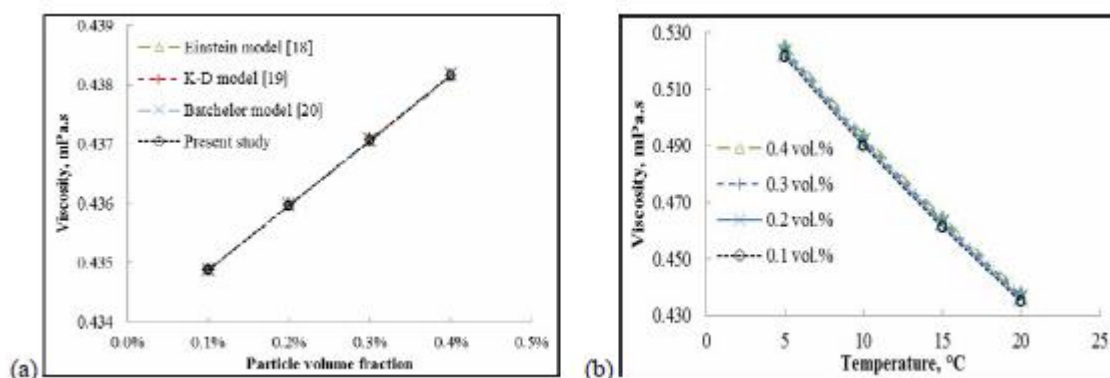 0.439
0.438
0.437
0.436
0.435
0.434
Viscosity, mPa.s
Einstein model [18]
K-D model [19]
Batchelor model [20]
Present study
0.0% 0.1% 0.2% 0.3% 0.4% 0.5%
Particle volume fraction
(a)
0.530
0.510
0.490
0.470
0.450
0.430
Viscosity, mPa.s
0.4 vol.%
0.3 vol.%
0.2 vol.%
0.1 vol.%
0 5 10 15 20 25
Temperature, °C
(b)